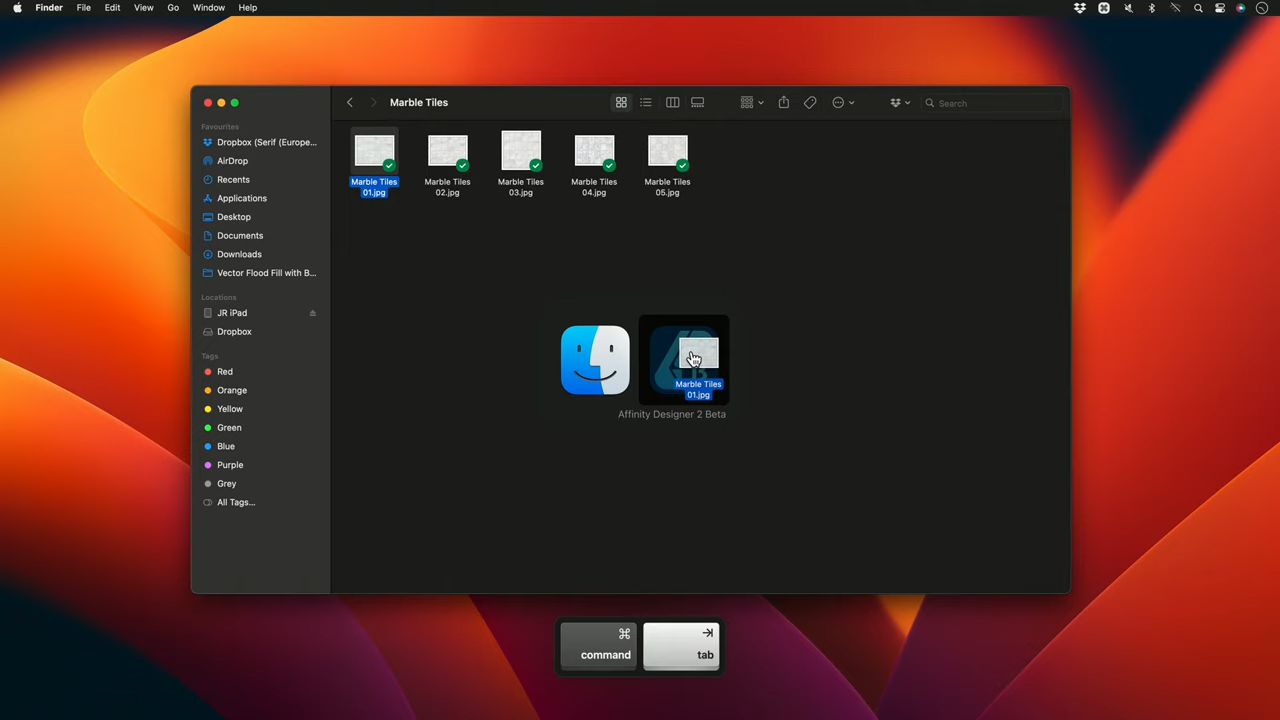 Finder File Edit View Go Window Help
Marble Tiles
Search
Favourites
Dropbox (Serif (Europe...
AirDrop
Recents
Applications
Desktop
Documents
Downloads
Vector Flood Fill with B...
Locations
JR iPad
Dropbox
Tags
Red
Orange
Yellow
Green
Blue
Purple
Grey
All Tags...
Marble Tiles
01.jpg
Marble Tiles
02.jpg
Marble Tiles
03.jpg
Marble Tiles
04.jpg
Marble Tiles
05.jpg
Marble Tiles
01.jpg
Affinity Designer 2 Beta
⌘
command
⇥
tab